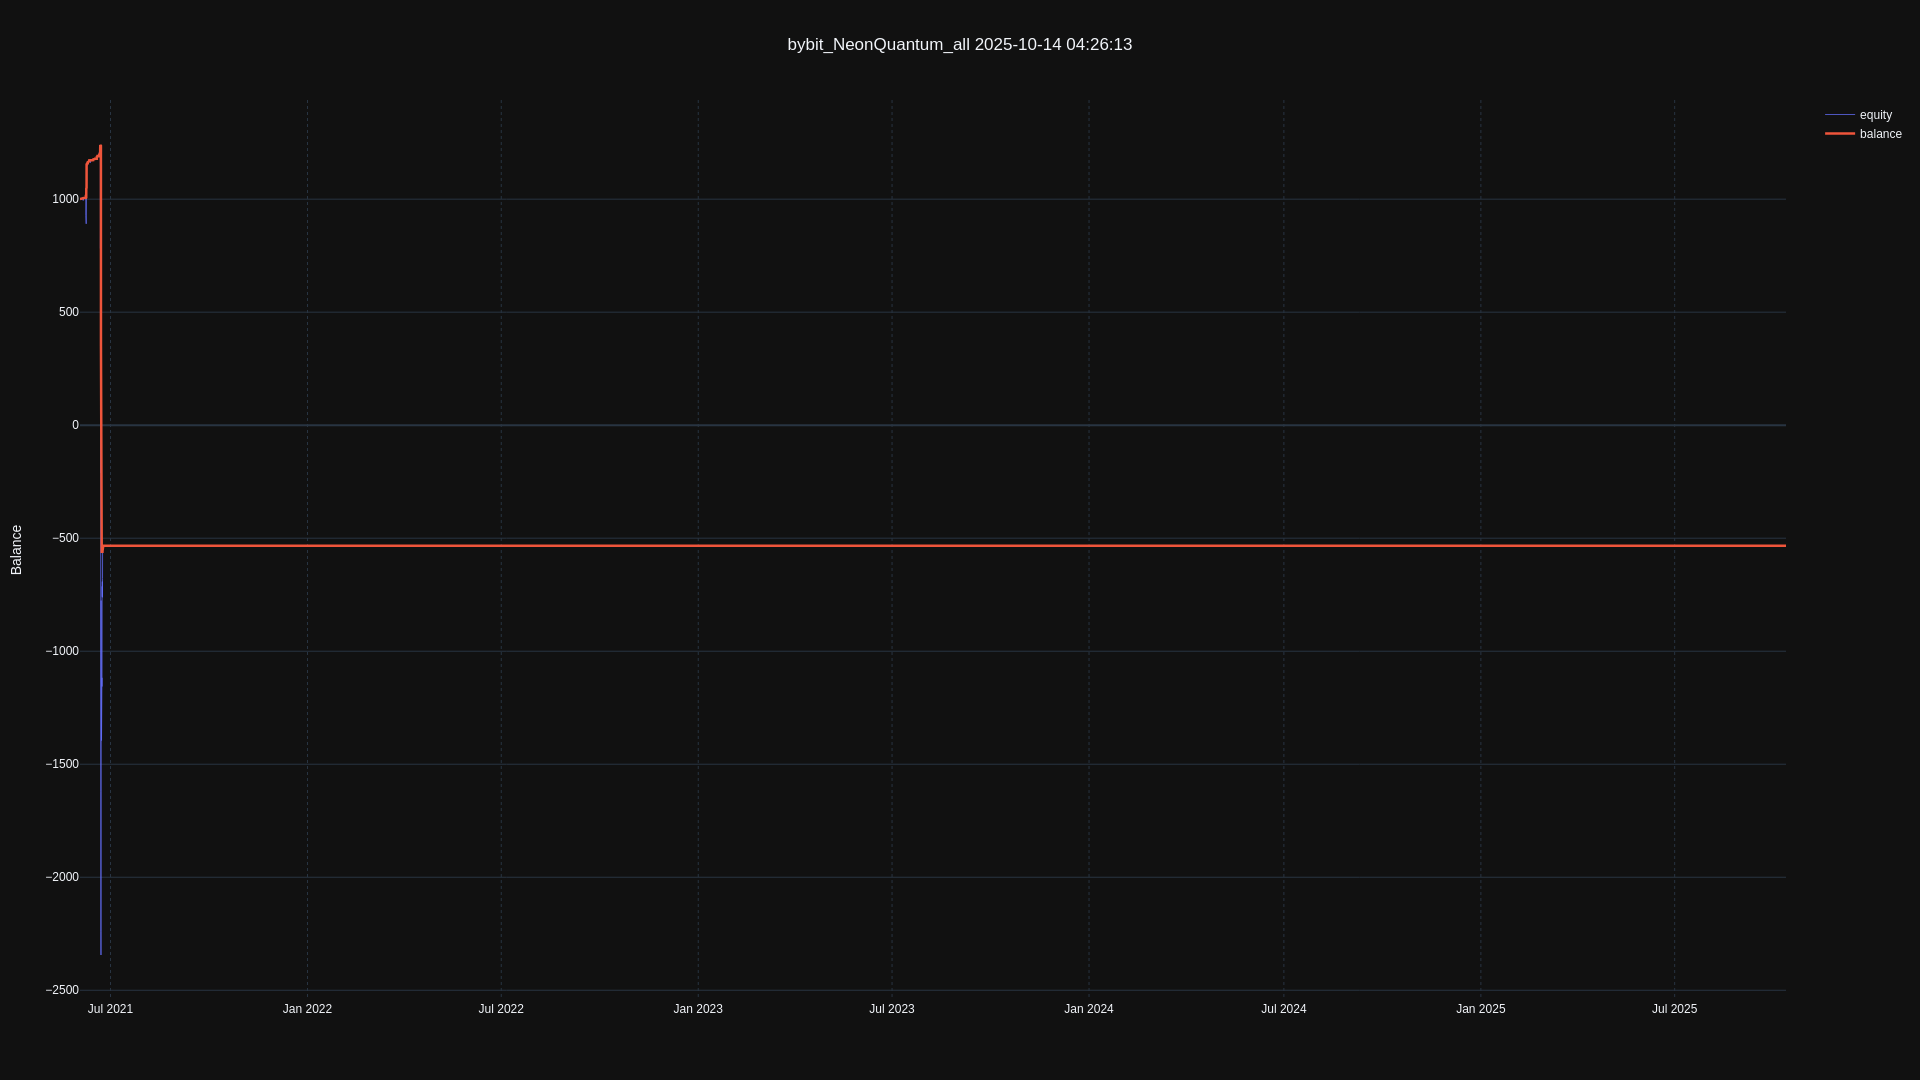 bybit_NeonQuantum_all 2025-10-14 04:26:13
equity
balance
1000
500
0
−500
−1000
−1500
−2000
−2500
Balance
Jul 2021
Jan 2022
Jul 2022
Jan 2023
Jul 2023
Jan 2024
Jul 2024
Jan 2025
Jul 2025